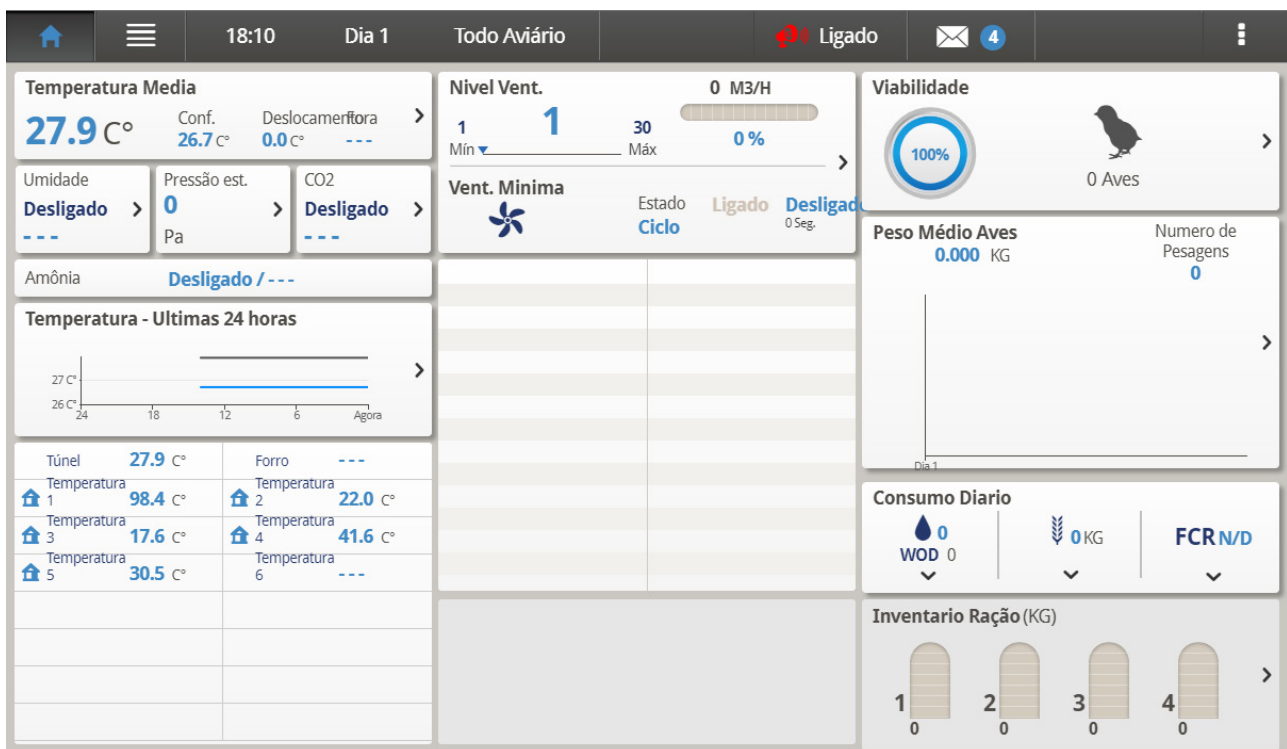 18:10 Dia 1 Todo Aviário Ligado 4
Temperatura Media
Conf. Deslocamento Fora
27.9 C° 26.7 C° 0.0 C° - - -
Umidade
Desligado
- - -
Pressão est.
0
Pa
CO2
Desligado
- - -
Amônia Desligado / - - -
Temperatura - Ultimas 24 horas
27 C°
26 C°
24 18 12 6 Agora
Túnel 27.9 C° Forro - - -
Temperatura 1 98.4 C° Temperatura 2 22.0 C°
Temperatura 3 17.6 C° Temperatura 4 41.6 C°
Temperatura 5 30.5 C° Temperatura 6 - - -
Nivel Vent. 0 M3/H
1 1 30 0 %
Mín Máx
Vent. Minima
Estado Ligado Desligado
Ciclo 0 Seg.
Viabilidade
100%
0 Aves
Peso Médio Aves
0.000 KG
Numero de
Pesagens
0
Dia 1
Consumo Diario
0 0 KG FCR N/D
WOD 0
Inventario Ração (KG)
1 2 3 4
0 0 0 0